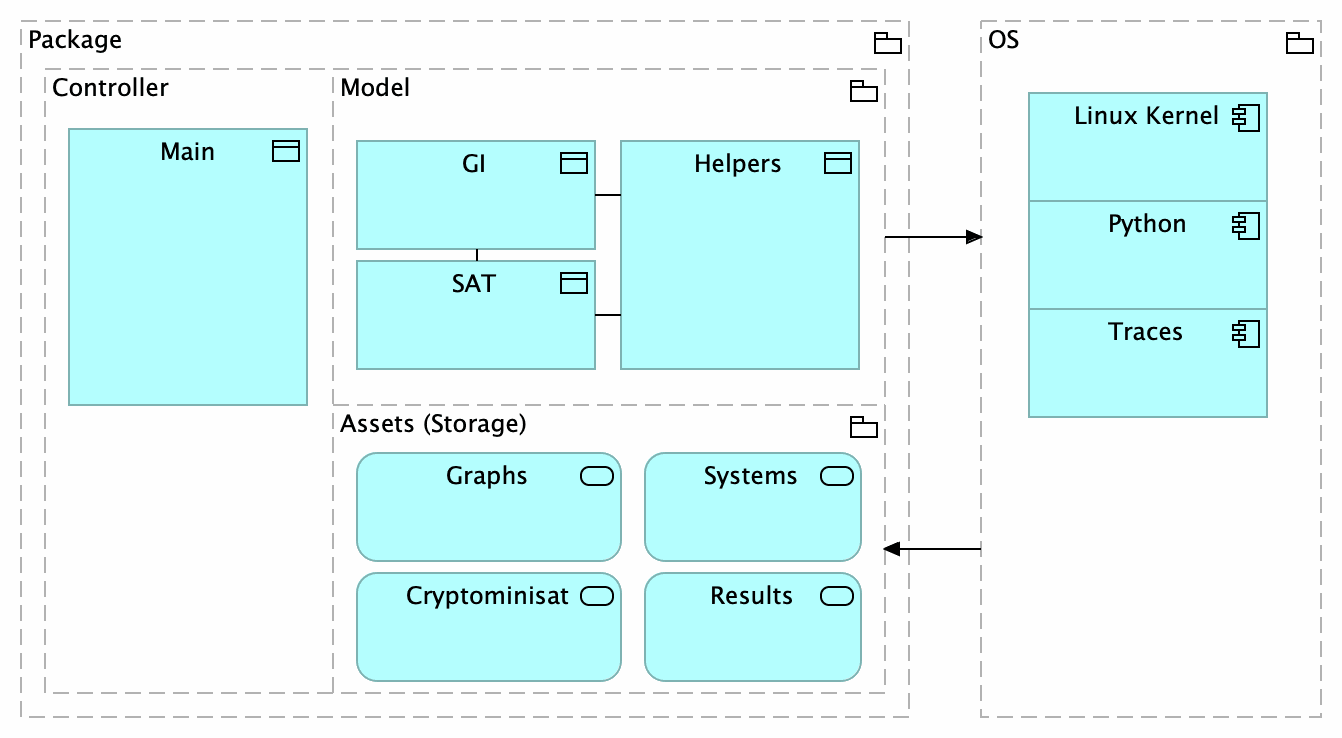 Package
Controller
Main
Model
GI
Helpers
SAT
Assets (Storage)
Graphs
Systems
Cryptominisat
Results
OS
Linux Kernel
Python
Traces